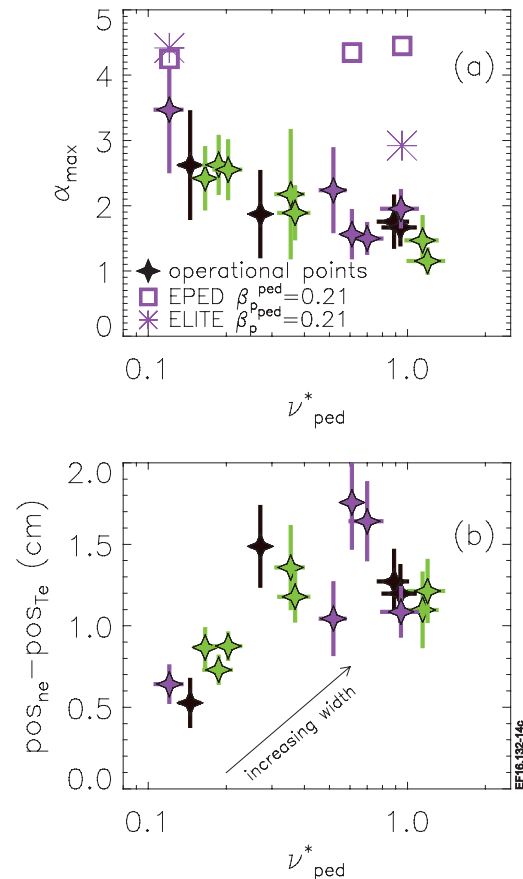 5
4
3
2
1
0
α_max
(a)
operational points
EPED β_p^ped=0.21
ELITE β_p^ped=0.21
0.1 1.0
ν*_ped
2.0
1.5
1.0
0.5
0.0
pos_ne−pos_Te (cm)
(b)
increasing width
0.1 1.0
ν*_ped
EF16.132-14c